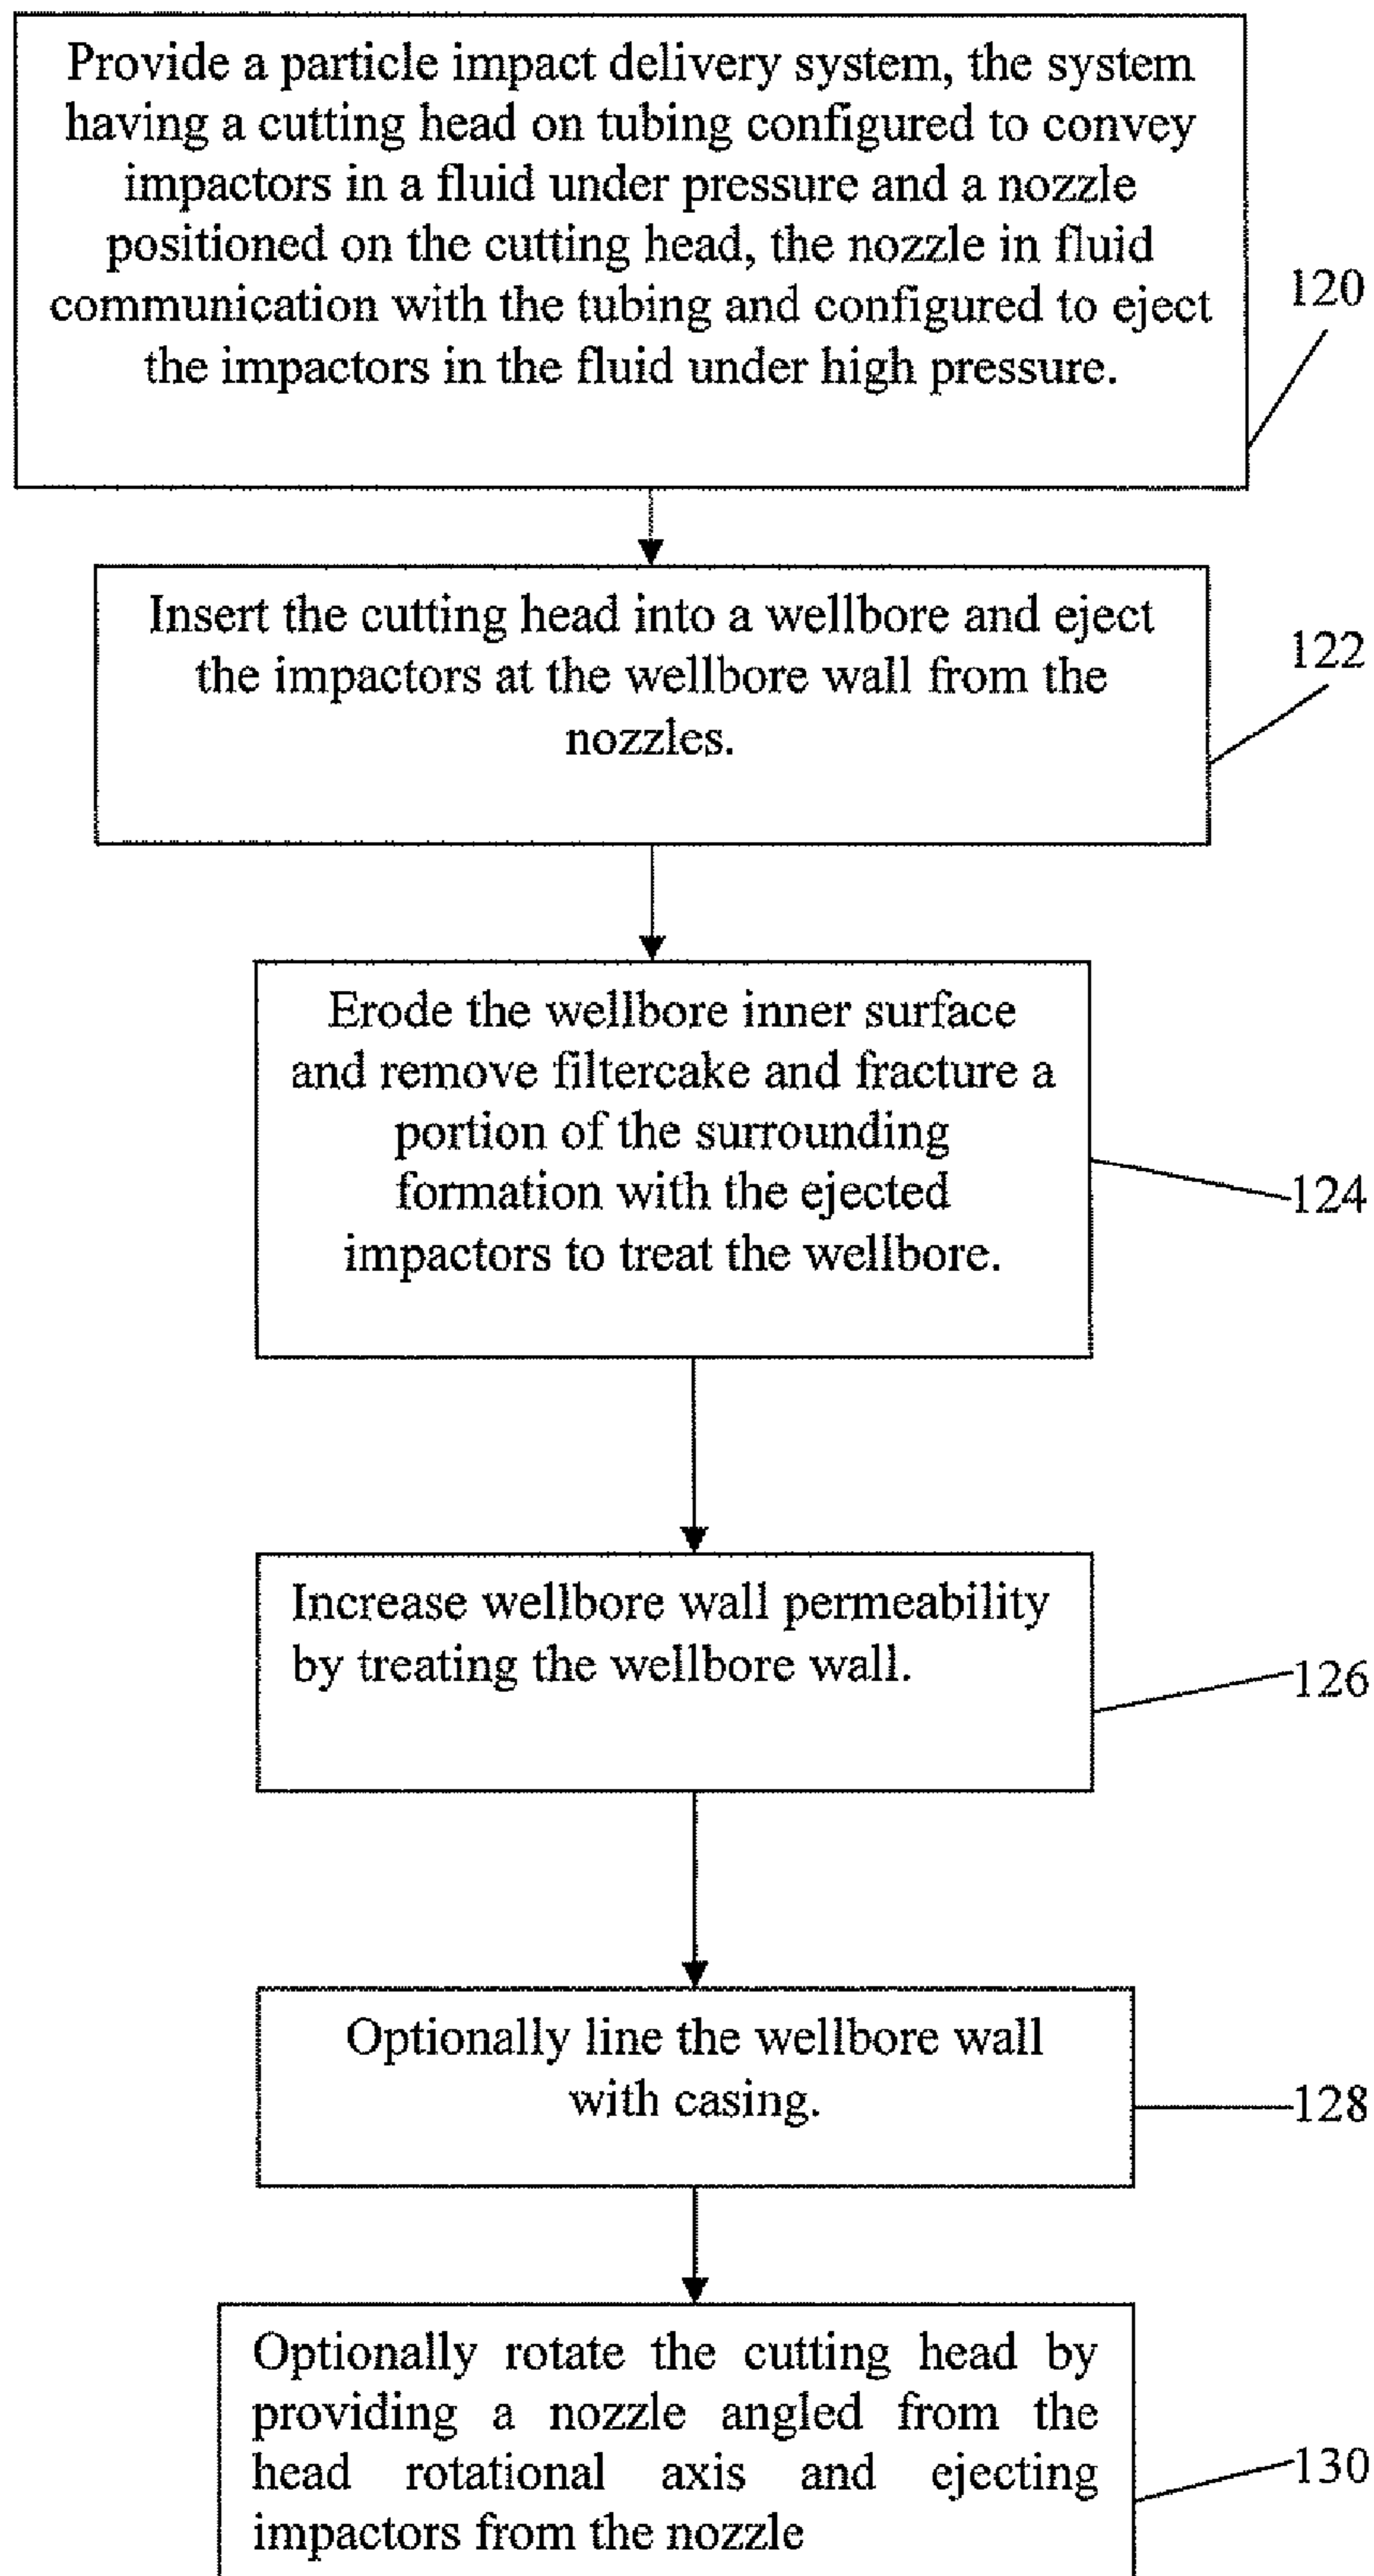 Provide a particle impact delivery system, the system
having a cutting head on tubing configured to convey
impactors in a fluid under pressure and a nozzle
positioned on the cutting head, the nozzle in fluid
communication with the tubing and configured to eject
the impactors in the fluid under high pressure.
120
Insert the cutting head into a wellbore and eject
the impactors at the wellbore wall from the
nozzles.
122
Erode the wellbore inner surface
and remove filtercake and fracture a
portion of the surrounding
formation with the ejected
impactors to treat the wellbore.
124
Increase wellbore wall permeability
by treating the wellbore wall.
126
Optionally line the wellbore wall
with casing.
128
Optionally rotate the cutting head by
providing a nozzle angled from the
head rotational axis and ejecting
impactors from the nozzle
130